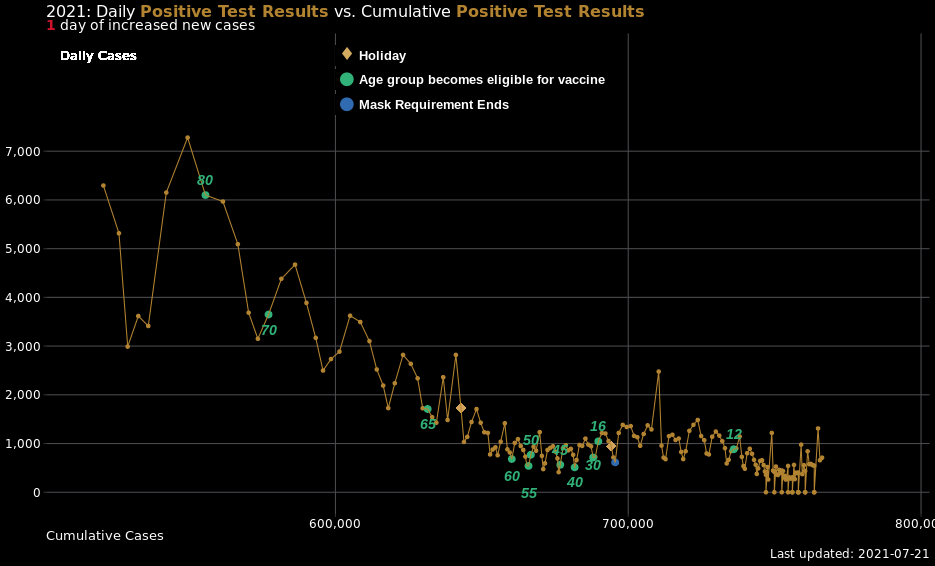 2021: Daily Positive Test Results vs. Cumulative Positive Test Results
1 day of increased new cases
Daily Cases
Holiday
Age group becomes eligible for vaccine
Mask Requirement Ends
7,000
6,000
5,000
4,000
3,000
2,000
1,000
0
80
70
65
60
50
55
45
40
30
16
12
600,000
700,000
800,00
Cumulative Cases
Last updated: 2021-07-21